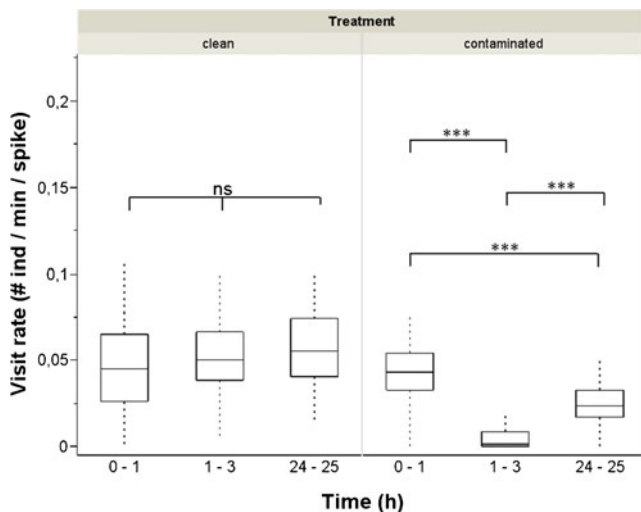 Treatment
clean contaminated
Visit rate (# ind / min / spike)
0,2
0,15
0,1
0,05
0
ns
***
***
***
0 - 1 1 - 3 24 - 25 0 - 1 1 - 3 24 - 25
Time (h)